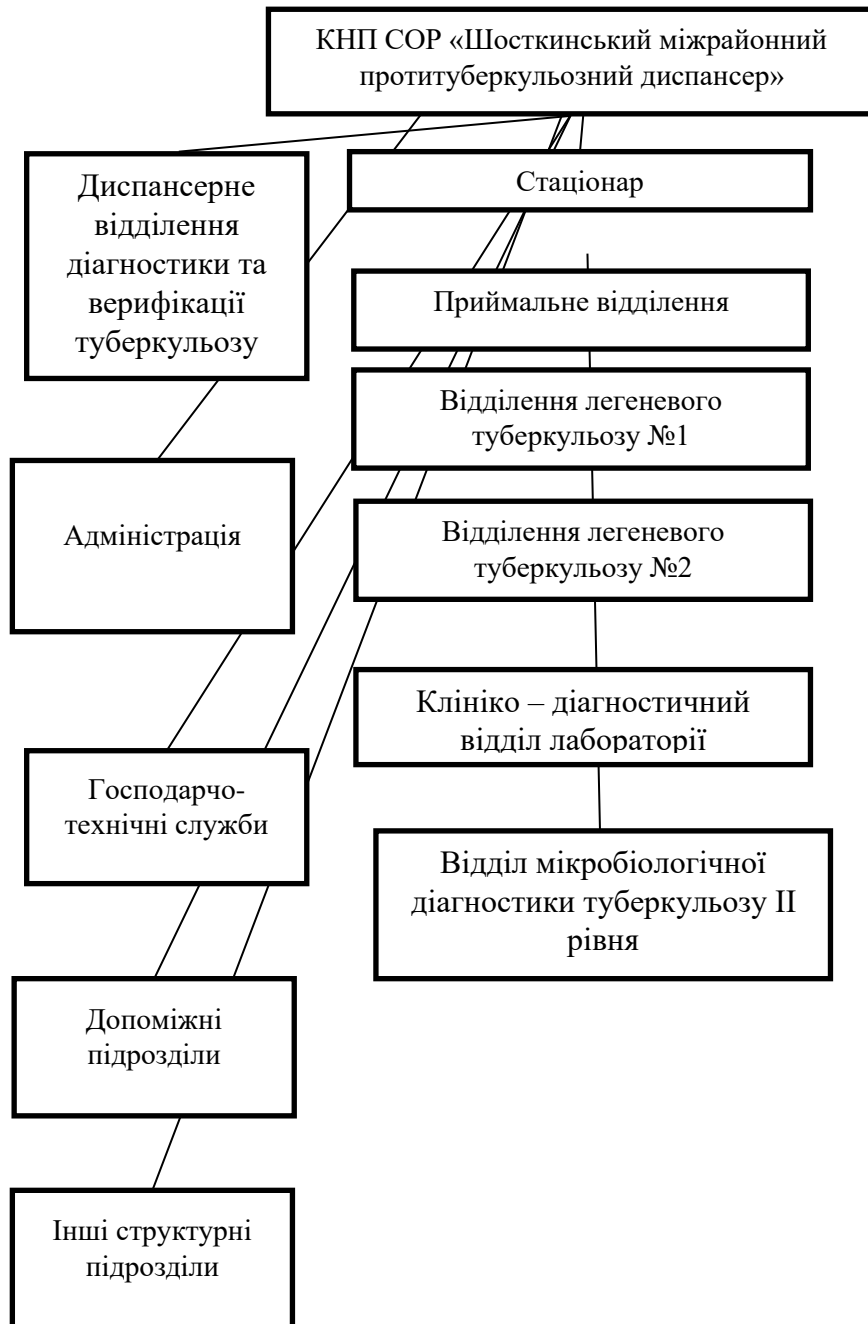 КНП СОР «Шосткинський міжрайонний
протитуберкульозний диспансер»
Диспансерне
відділення
діагностики та
верифікації
туберкульозу
Стаціонар
Приймальне відділення
Відділення легеневого
туберкульозу №1
Адміністрація
Відділення легеневого
туберкульозу №2
Клініко – діагностичний
відділ лабораторії
Господарчо-
технічні служби
Відділ мікробіологічної
діагностики туберкульозу ІІ
рівня
Допоміжні
підрозділи
Інші структурні
підрозділи